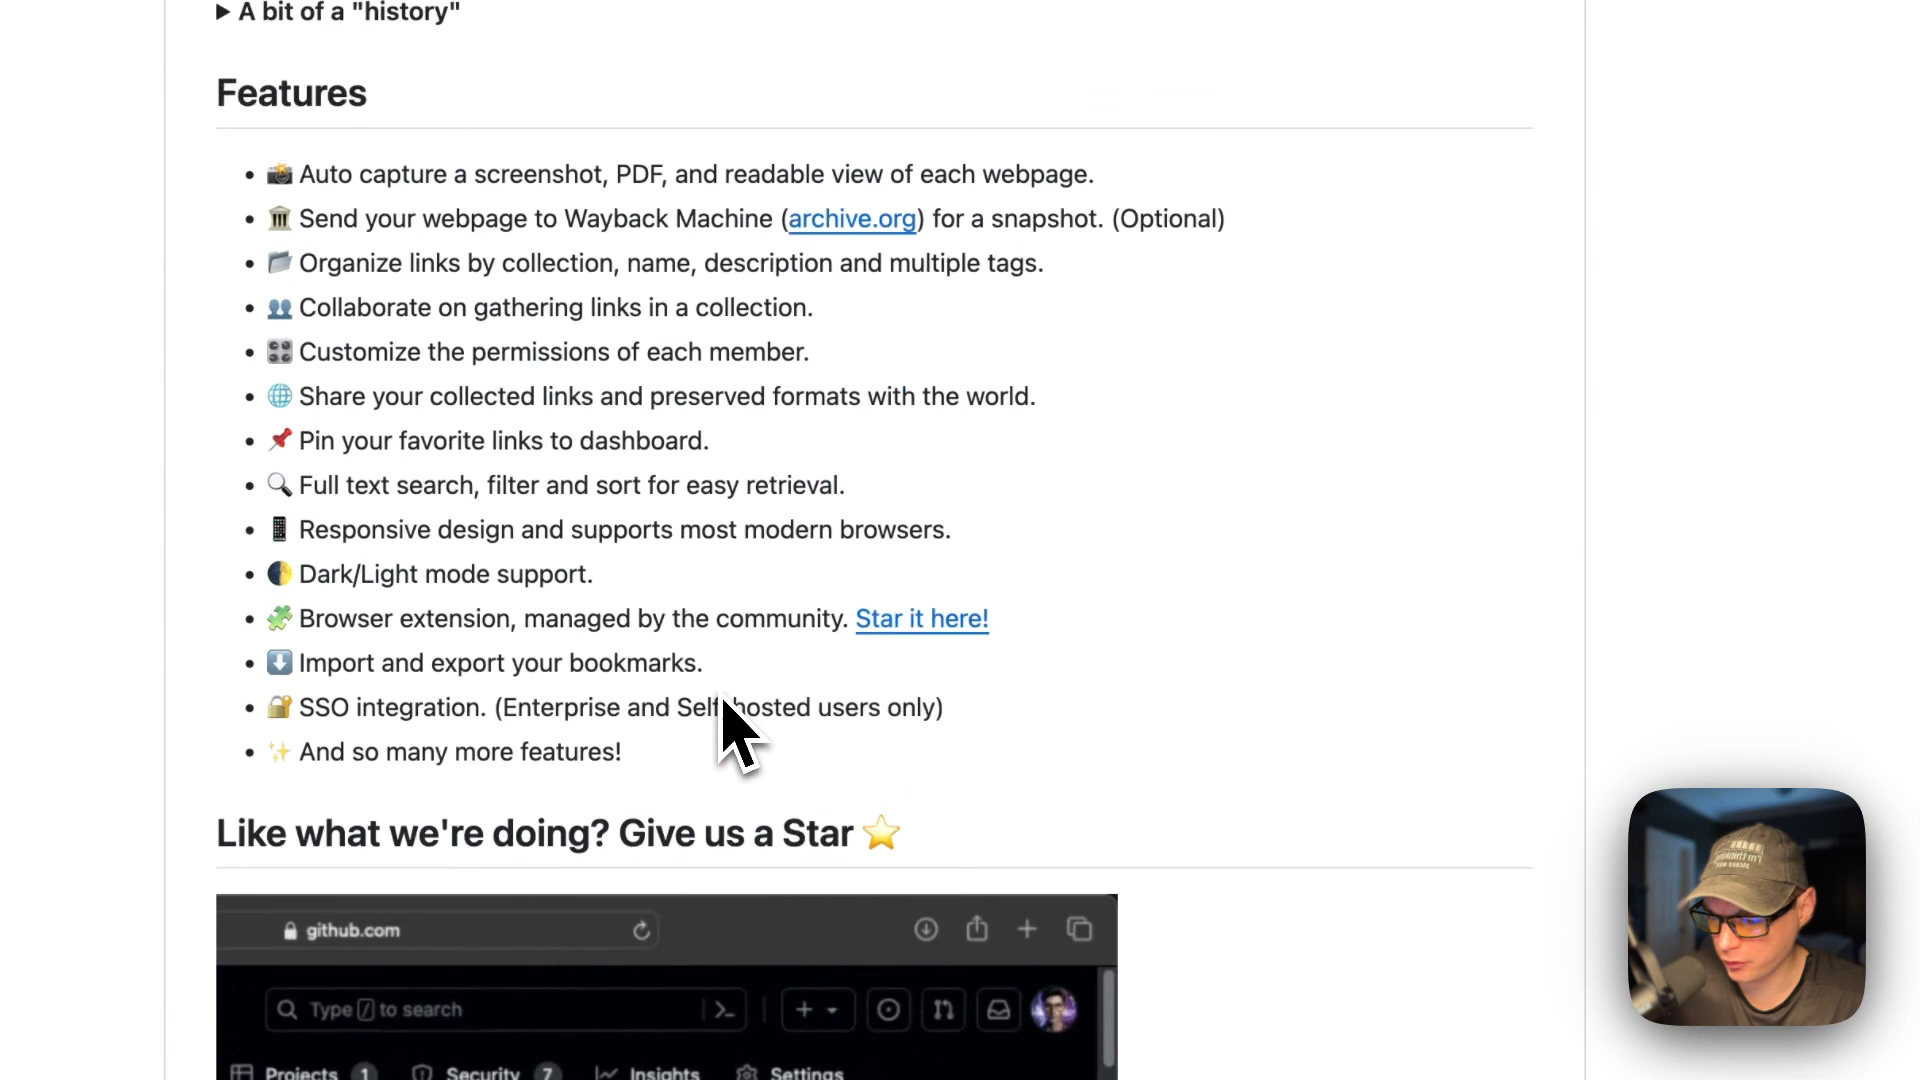 ▶ A bit of a "history"
Features
• 📸 Auto capture a screenshot, PDF, and readable view of each webpage.
• 🏛️ Send your webpage to Wayback Machine (archive.org) for a snapshot. (Optional)
• 📂 Organize links by collection, name, description and multiple tags.
• 👥 Collaborate on gathering links in a collection.
• 🎛️ Customize the permissions of each member.
• 🌐 Share your collected links and preserved formats with the world.
• 📌 Pin your favorite links to dashboard.
• 🔍 Full text search, filter and sort for easy retrieval.
• 📱 Responsive design and supports most modern browsers.
• 🌓 Dark/Light mode support.
• 🧩 Browser extension, managed by the community. Star it here!
• ⬇️ Import and export your bookmarks.
• 🔐 SSO integration. (Enterprise and Self hosted users only)
• ✨ And so many more features!
Like what we're doing? Give us a Star ⭐
github.com
Type / to search
Projects 1 Security 7 Insights Settings